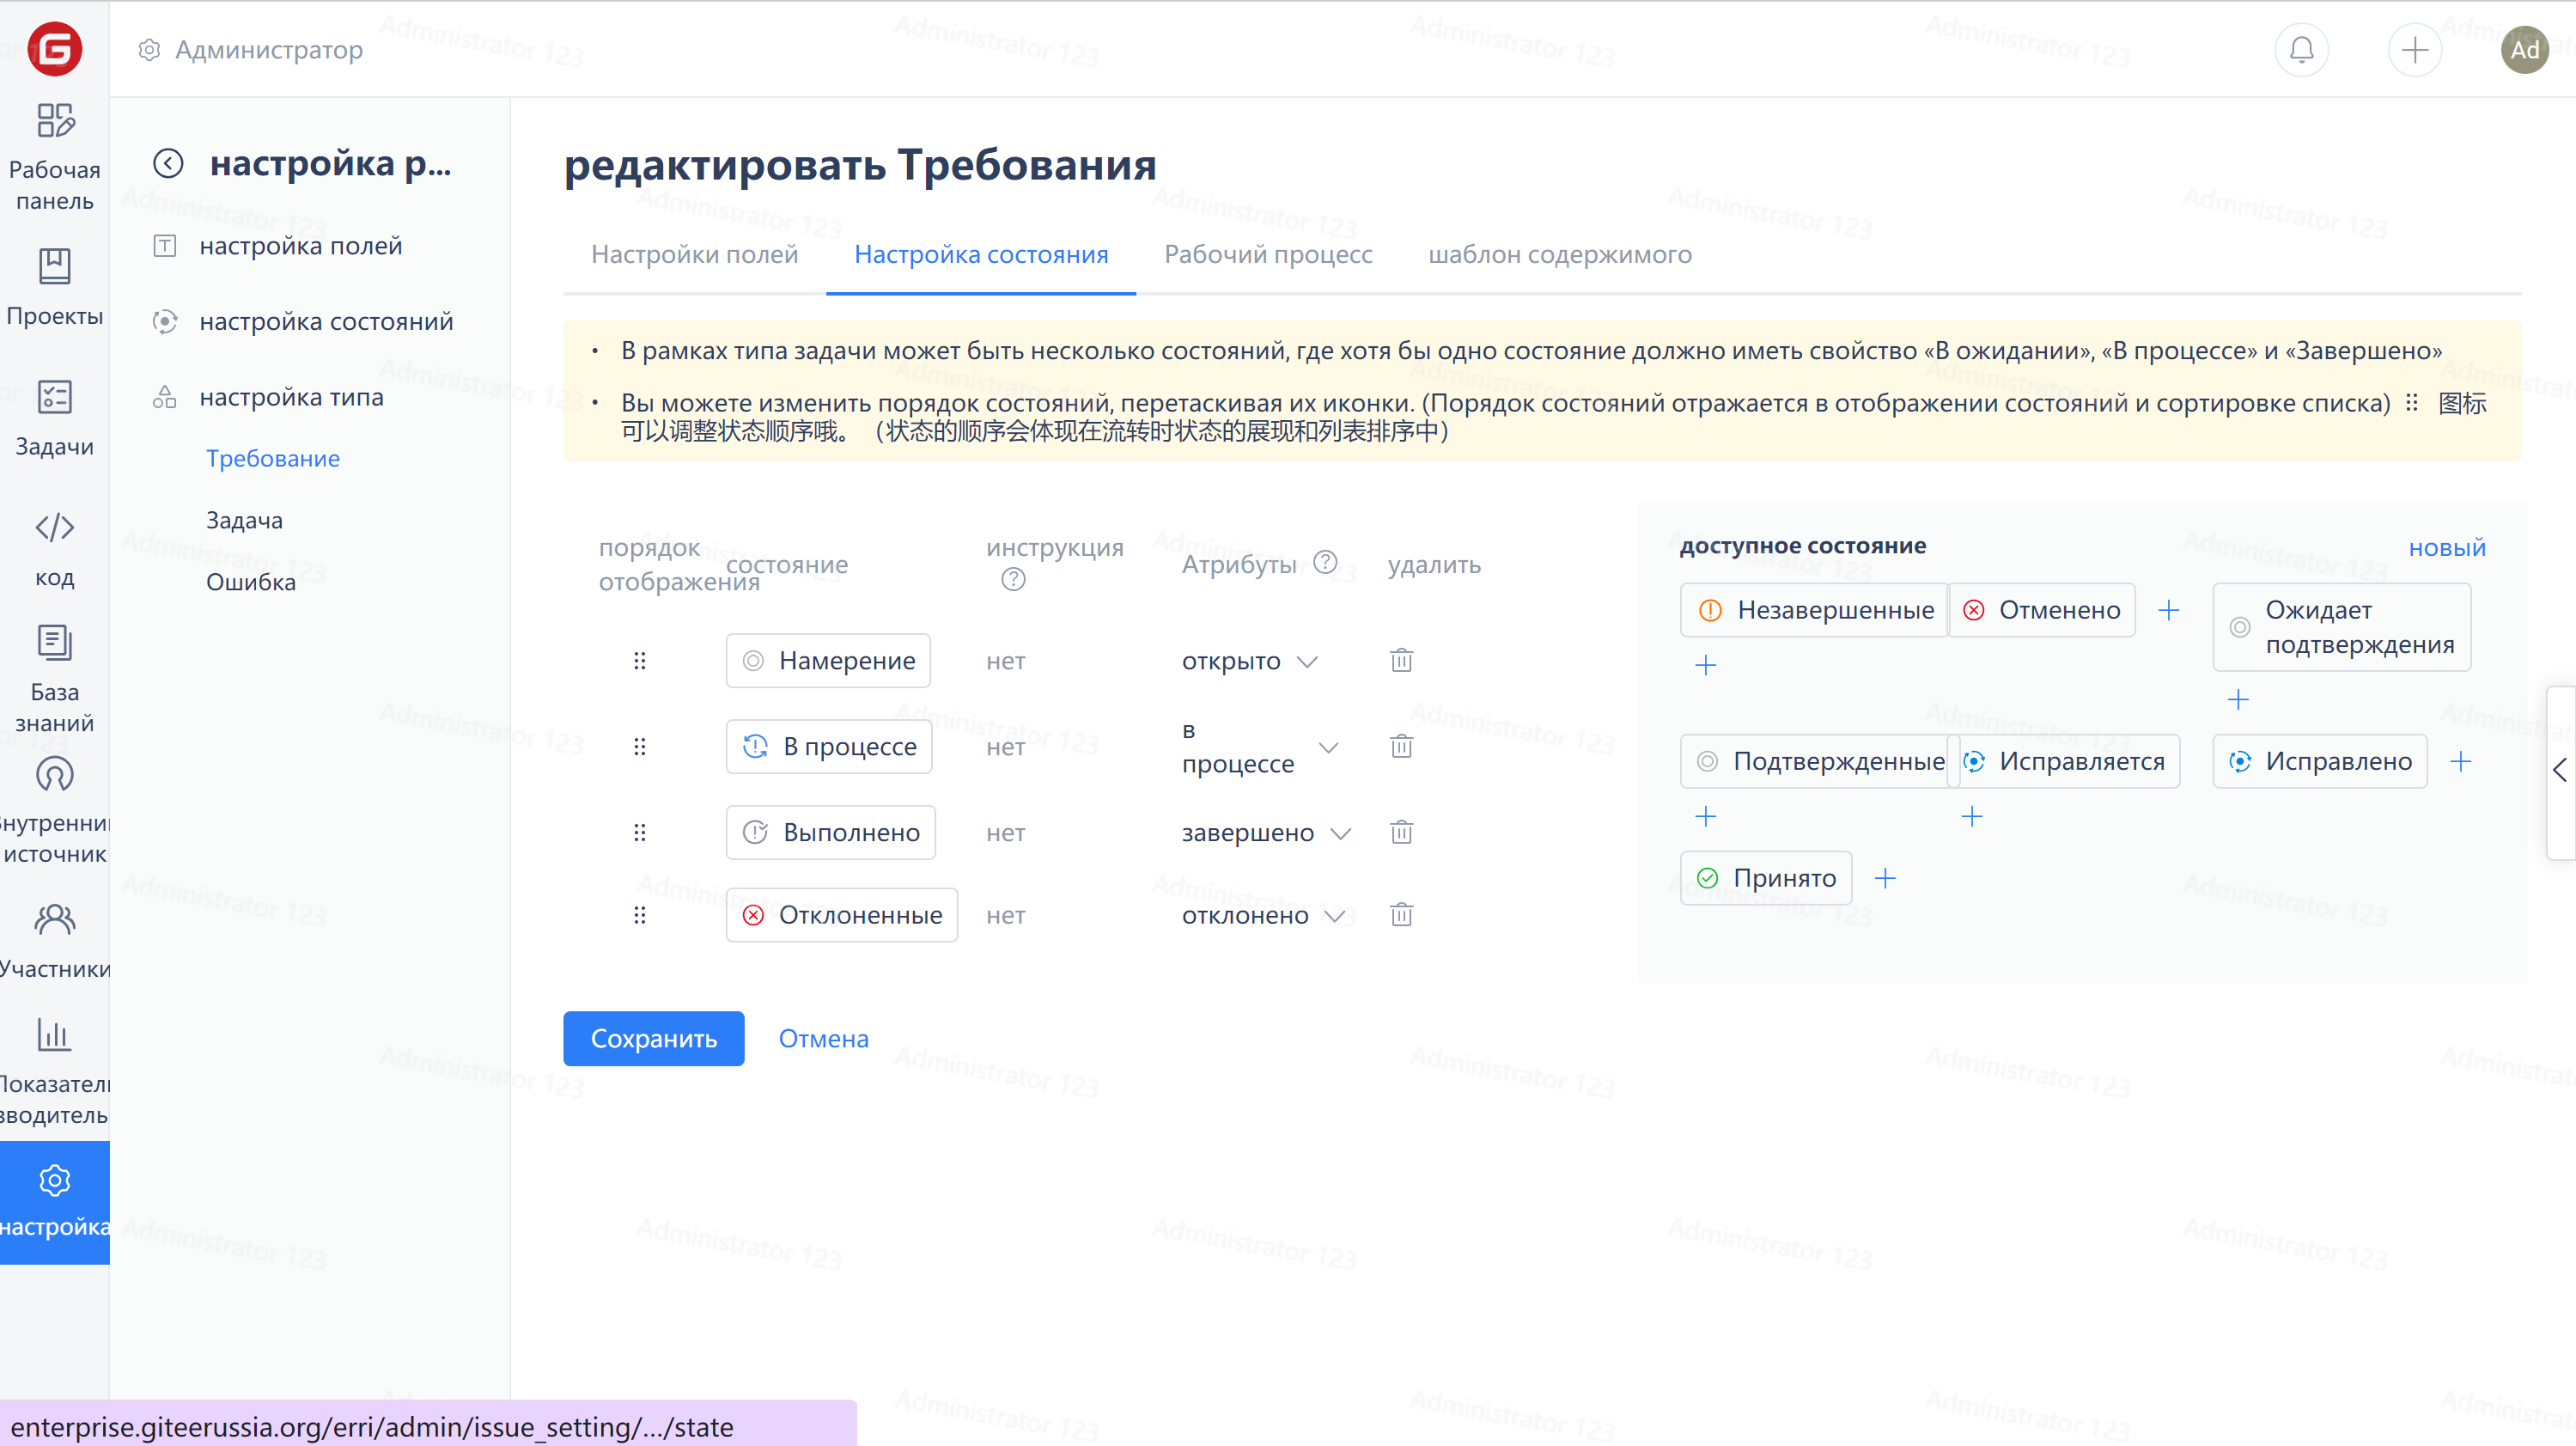 Администратор
Ad
Рабочая
панель
Проекты
Задачи
код
База
знаний
источник
Участники
настройка
настройка р...
настройка полей
настройка состояний
настройка типа
Требование
Задача
Ошибка
редактировать Требования
Настройки полей
Настройка состояния
Рабочий процесс
шаблон содержимого
• В рамках типа задачи может быть несколько состояний, где хотя бы одно состояние должно иметь свойство «В ожидании», «В процессе» и «Завершено»
• Вы можете изменить порядок состояний, перетаскивая их иконки. (Порядок состояний отражается в отображении состояний и сортировке списка) ⠿ 图标
可以调整状态顺序哦。（状态的顺序会体现在流转时状态的展现和列表排序中）
порядок
отображения
состояние
инструкция
Атрибуты
удалить
Намерение
нет
открыто
В процессе
нет
в
процессе
Выполнено
нет
завершено
Отклоненные
нет
отклонено
доступное состояние
новый
Незавершенные
Отменено
Ожидает
подтверждения
Подтвержденные
Исправляется
Исправлено
Принято
Сохранить
Отмена
enterprise.giteerussia.org/erri/admin/issue_setting/.../state
Administrator 123